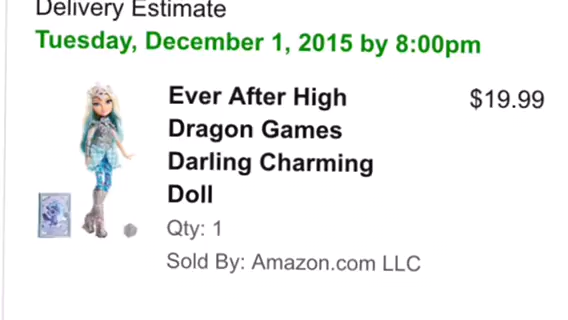 Delivery Estimate
Tuesday, December 1, 2015 by 8:00pm
Ever After High $19.99
Dragon Games
Darling Charming
Doll
Qty: 1
Sold By: Amazon.com LLC